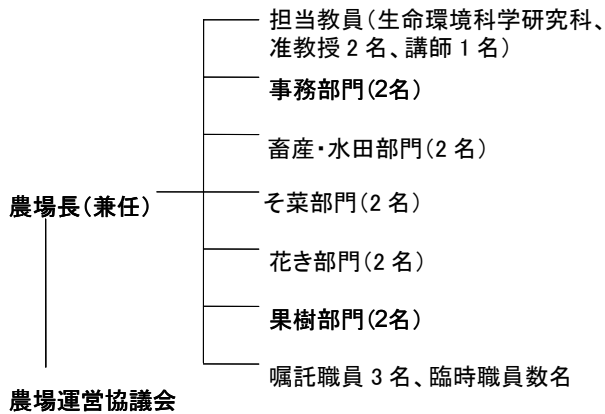 担当教員(生命環境科学研究科、
准教授 2 名、講師 1 名)
事務部門(2名)
畜産・水田部門(2 名)
農場長(兼任)
そ菜部門(2 名)
花き部門(2 名)
果樹部門(2名)
嘱託職員 3 名、臨時職員数名
農場運営協議会